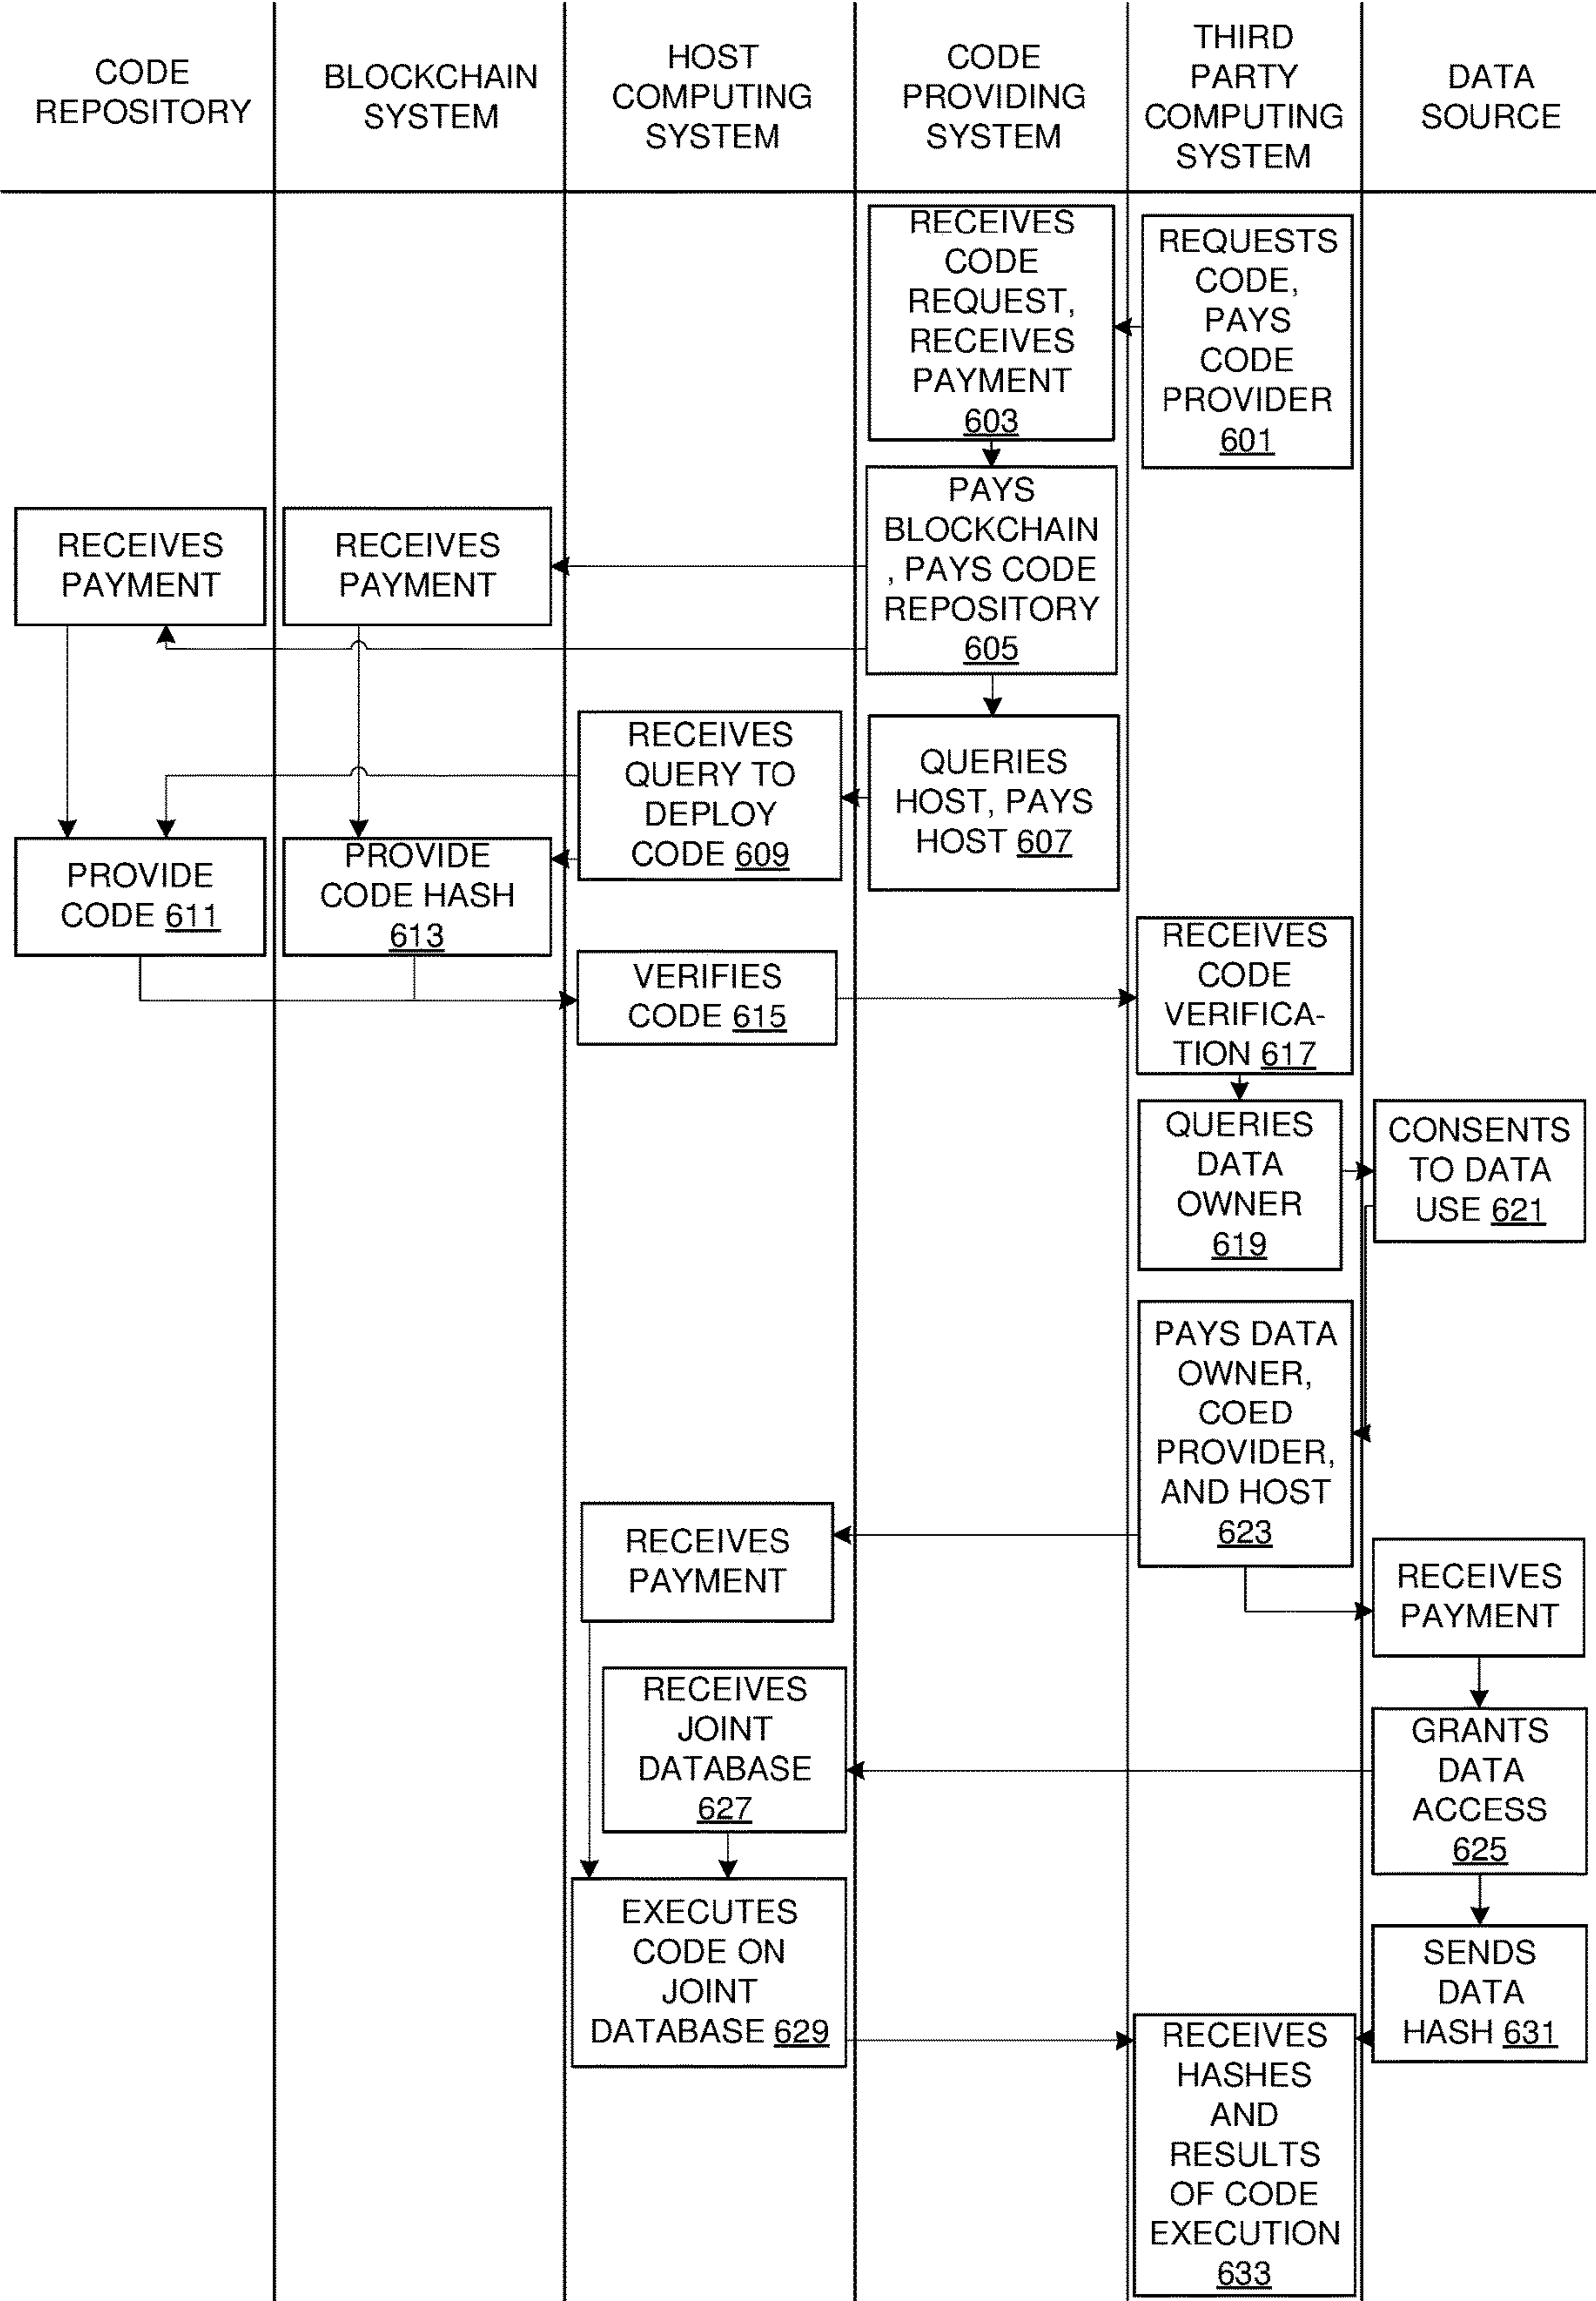 CODE
REPOSITORY
BLOCKCHAIN
SYSTEM
HOST
COMPUTING
SYSTEM
CODE
PROVIDING
SYSTEM
THIRD
PARTY
COMPUTING
SYSTEM
DATA
SOURCE
REQUESTS
CODE,
PAYS
CODE
PROVIDER
601
RECEIVES
CODE
REQUEST,
RECEIVES
PAYMENT
603
PAYS
BLOCKCHAIN
, PAYS CODE
REPOSITORY
605
RECEIVES
PAYMENT
RECEIVES
PAYMENT
QUERIES
HOST, PAYS
HOST 607
RECEIVES
QUERY TO
DEPLOY
CODE 609
PROVIDE
CODE 611
PROVIDE
CODE HASH
613
VERIFIES
CODE 615
RECEIVES
CODE
VERIFICA-
TION 617
QUERIES
DATA
OWNER
619
CONSENTS
TO DATA
USE 621
PAYS DATA
OWNER,
COED
PROVIDER,
AND HOST
623
RECEIVES
PAYMENT
RECEIVES
PAYMENT
GRANTS
DATA
ACCESS
625
RECEIVES
JOINT
DATABASE
627
EXECUTES
CODE ON
JOINT
DATABASE 629
SENDS
DATA
HASH 631
RECEIVES
HASHES
AND
RESULTS
OF CODE
EXECUTION
633